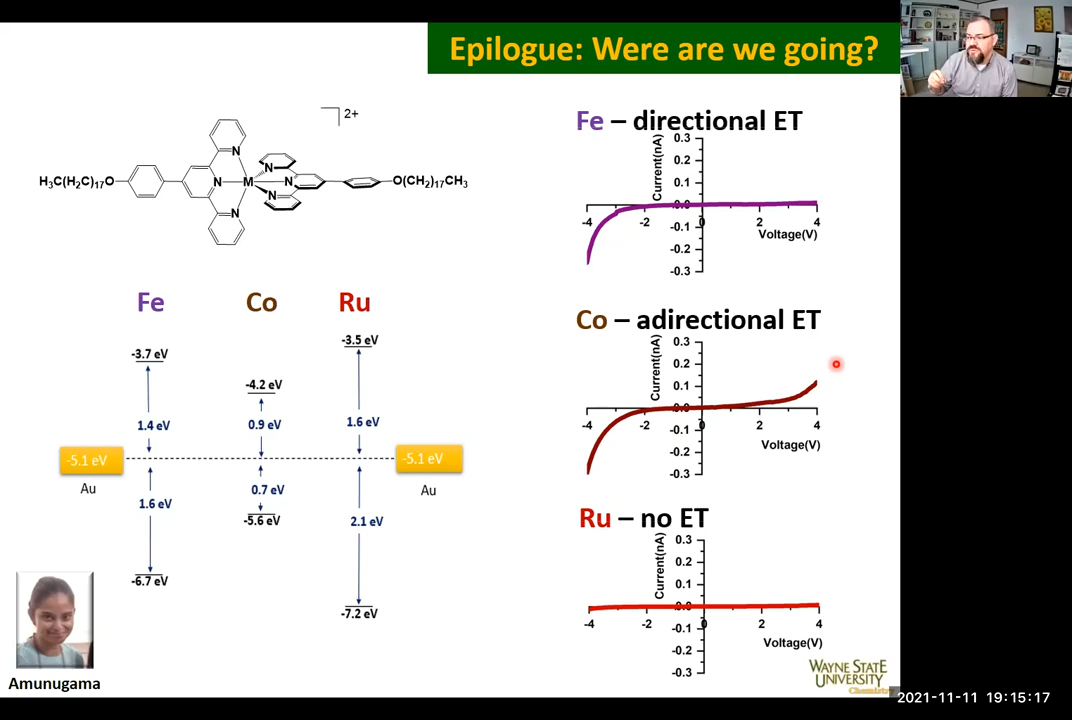 Epilogue: Were are we going?
2+
H₃C(H₂C)₁₇O
N
N
N
M
N
N
N
O(CH₂)₁₇CH₃
Fe
Co
Ru
-3.7 eV
-4.2 eV
-3.5 eV
1.4 eV
0.9 eV
1.6 eV
-5.1 eV
-5.1 eV
Au
Au
1.6 eV
0.7 eV
2.1 eV
-6.7 eV
-5.6 eV
-7.2 eV
Amunugama
Fe – directional ET
Current(nA)
0.3
0.2
0.1
0.0
-0.1
-0.2
-0.3
-4
-2
0
2
4
Voltage(V)
Co – adirectional ET
Current(nA)
0.3
0.2
0.1
0.0
-0.1
-0.2
-0.3
-4
-2
0
2
4
Voltage(V)
Ru – no ET
Current(nA)
0.3
0.2
0.1
0.0
-0.1
-0.2
-0.3
-4
-2
0
2
4
Voltage(V)
WAYNE STATE
UNIVERSITY
Chemistry
2021-11-11 19:15:17